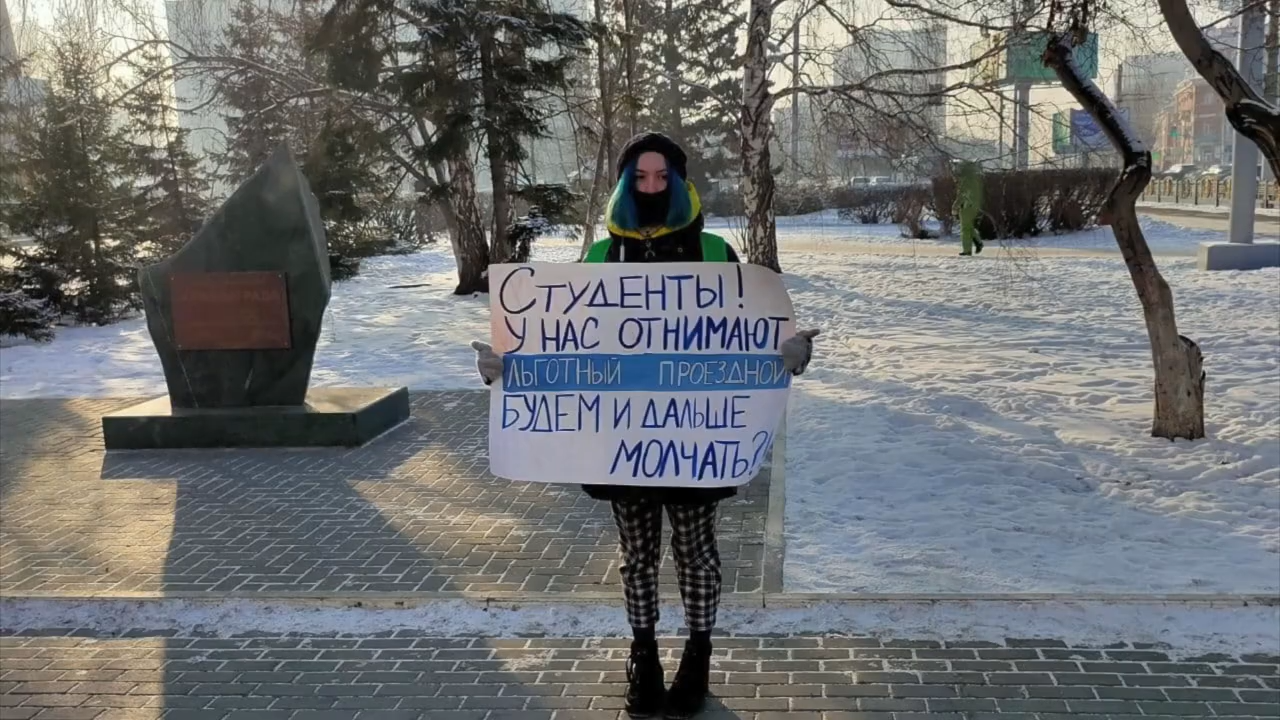 СТУДЕНТЫ!
У НАС ОТНИМАЮТ
ЛЬГОТНЫЙ ПРОЕЗДНОЙ
БУДЕМ И ДАЛЬШЕ
МОЛЧАТЬ?!